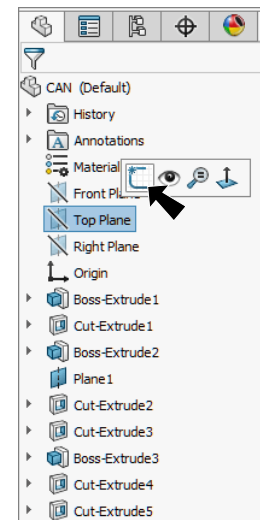 CAN (Default)
History
Annotations
Material
Front Plane
Top Plane
Right Plane
Origin
Boss-Extrude1
Cut-Extrude1
Boss-Extrude2
Plane1
Cut-Extrude2
Cut-Extrude3
Boss-Extrude3
Cut-Extrude4
Cut-Extrude5